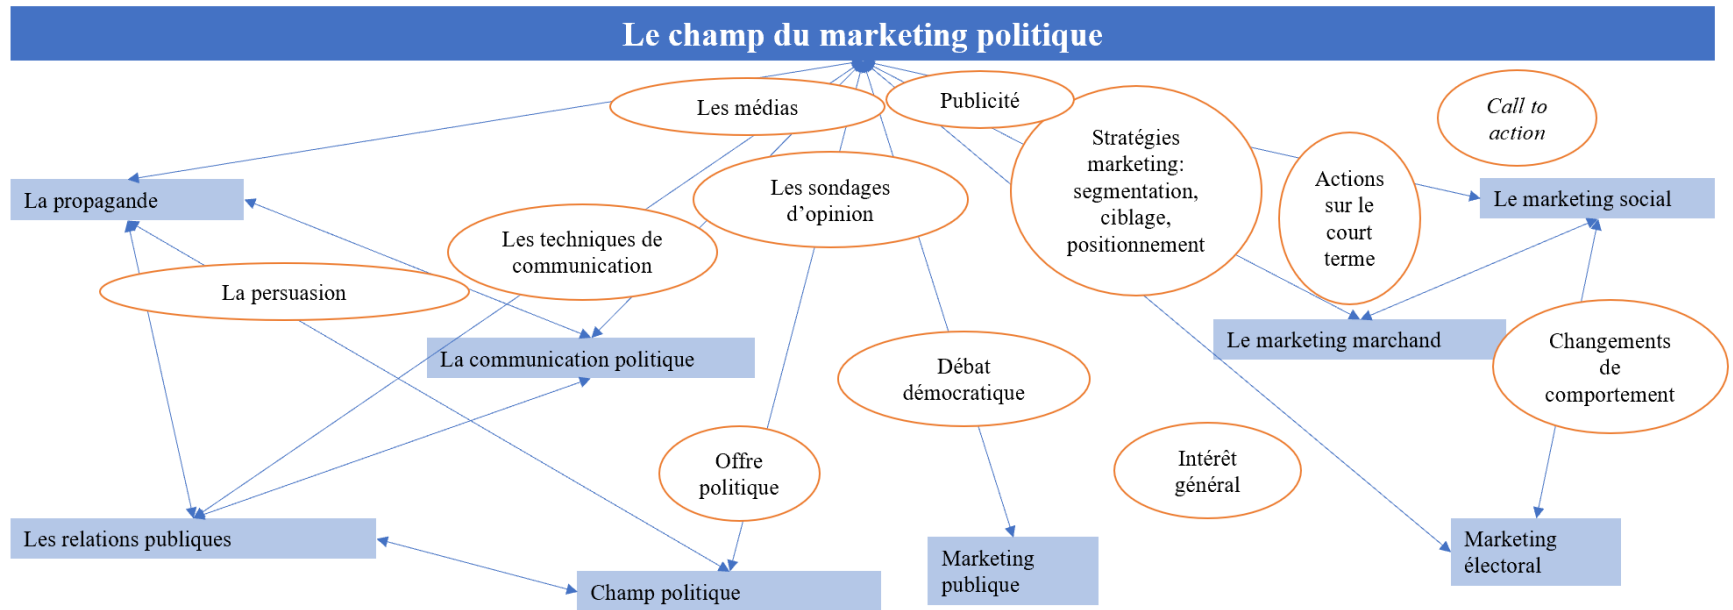 Le champ du marketing politique
Les médias
Publicité
Call to
action
Stratégies
marketing:
segmentation,
ciblage,
positionnement
Actions
sur le
court
terme
La propagande
Les sondages
d’opinion
Le marketing social
Les techniques de
communication
La persuasion
La communication politique
Le marketing marchand
Changements
de
comportement
Débat
démocratique
Offre
politique
Intérêt
général
Les relations publiques
Marketing
publique
Marketing
électoral
Champ politique